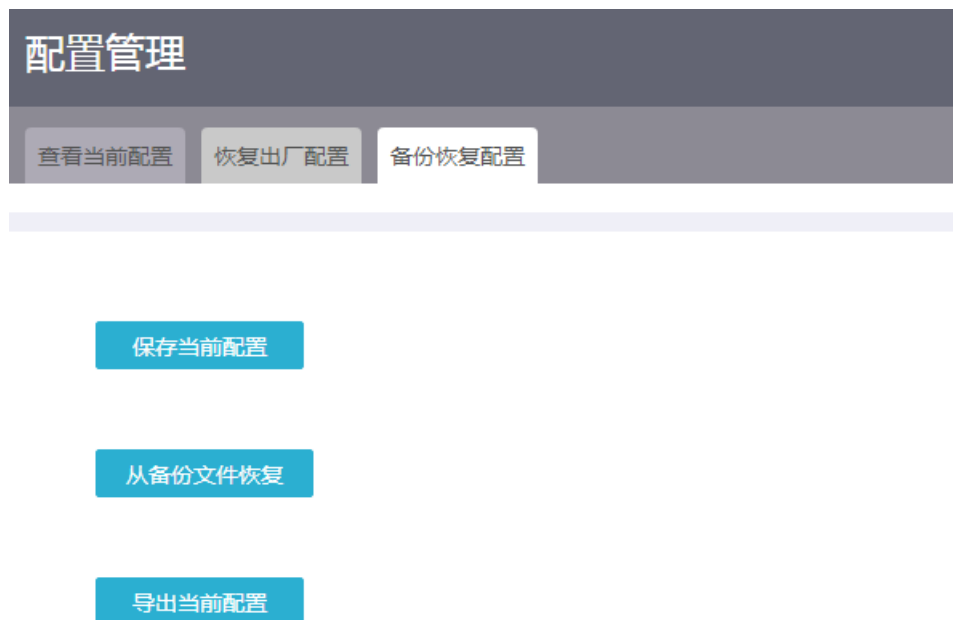 配置管理
查看当前配置 恢复出厂配置 备份恢复配置
保存当前配置
从备份文件恢复
导出当前配置